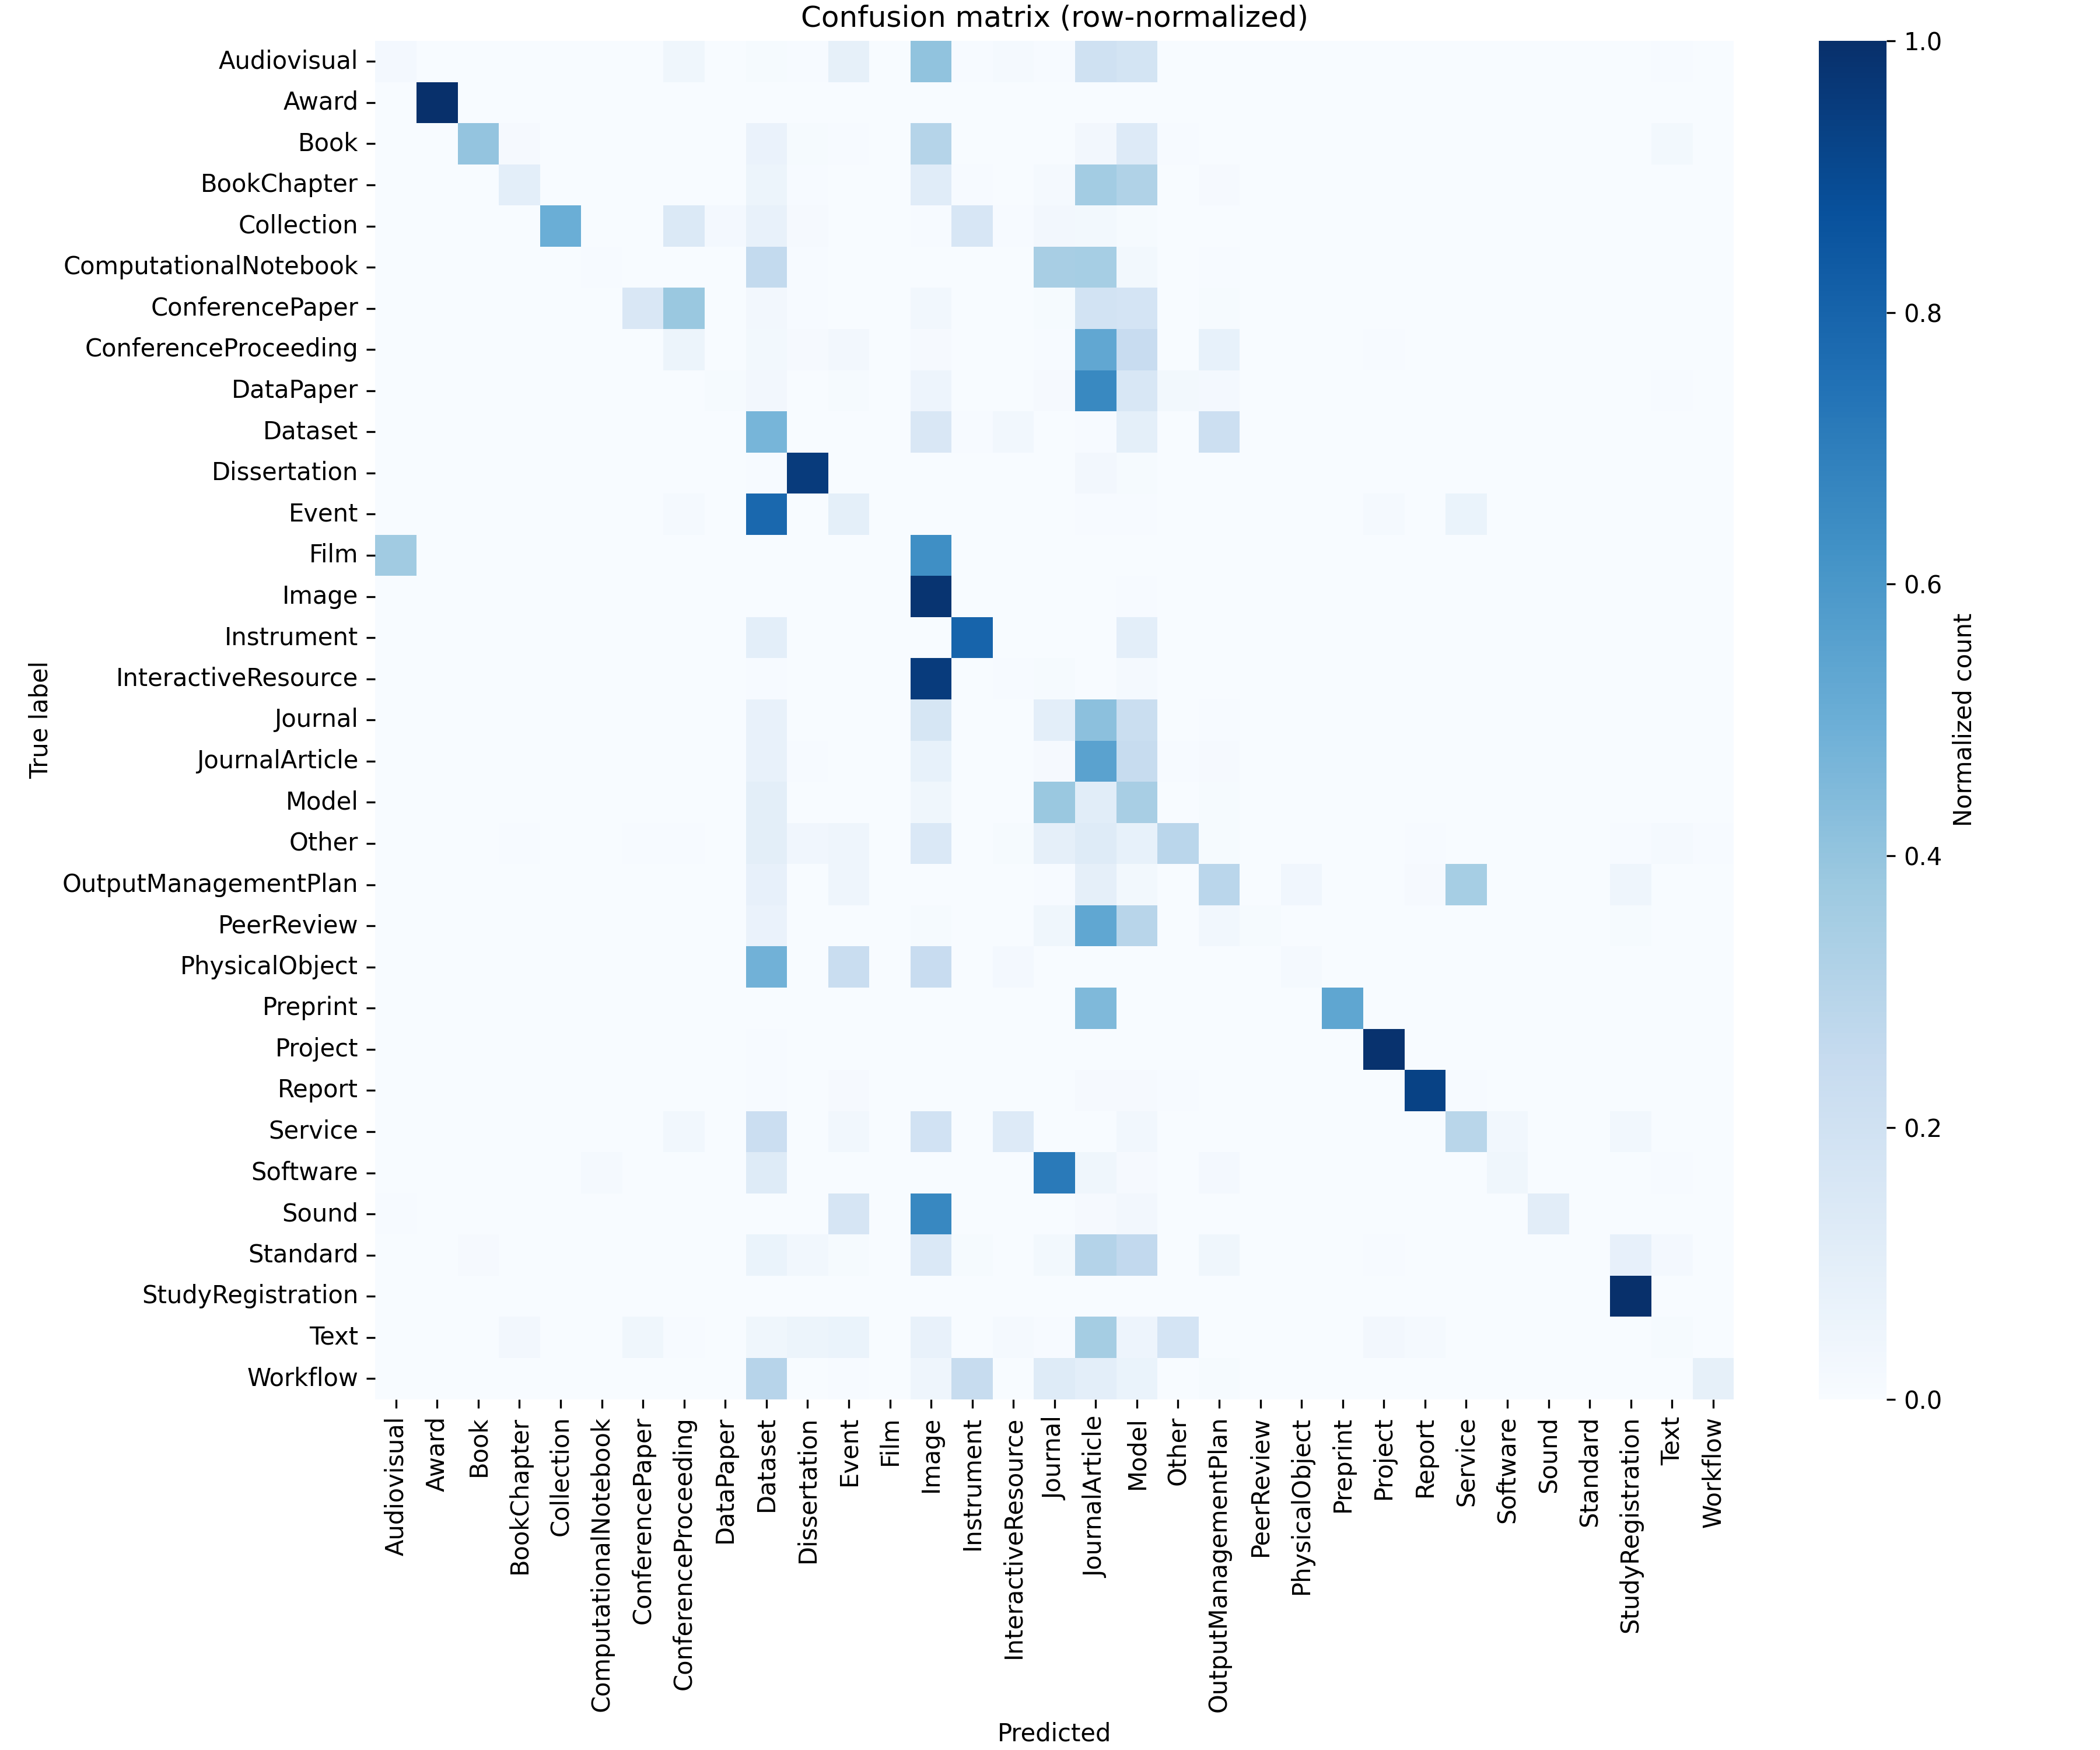 Confusion matrix (row-normalized)
True label
Audiovisual
Award
Book
BookChapter
Collection
ComputationalNotebook
ConferencePaper
ConferenceProceeding
DataPaper
Dataset
Dissertation
Event
Film
Image
Instrument
InteractiveResource
Journal
JournalArticle
Model
Other
OutputManagementPlan
PeerReview
PhysicalObject
Preprint
Project
Report
Service
Software
Sound
Standard
StudyRegistration
Text
Workflow
Audiovisual
Award
Book
BookChapter
Collection
ComputationalNotebook
ConferencePaper
ConferenceProceeding
DataPaper
Dataset
Dissertation
Event
Film
Image
Instrument
InteractiveResource
Journal
JournalArticle
Model
Other
OutputManagementPlan
PeerReview
PhysicalObject
Preprint
Project
Report
Service
Software
Sound
Standard
StudyRegistration
Text
Workflow
Predicted
1.0
0.8
0.6
0.4
0.2
0.0
Normalized count